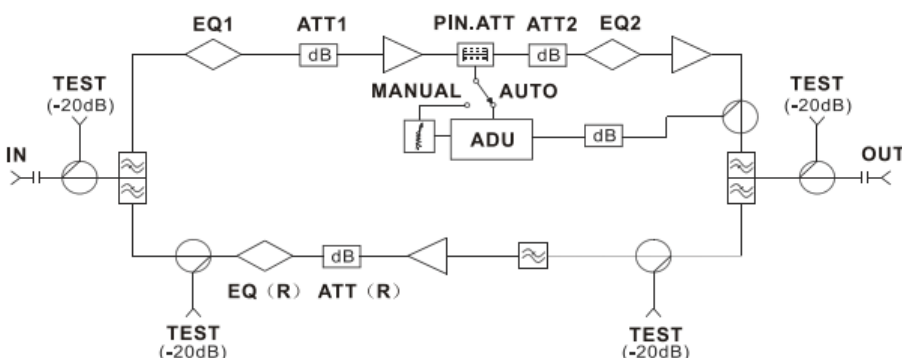 EQ1 ATT1 PIN.ATT ATT2 EQ2
dB dB
TEST
(-20dB)
MANUAL AUTO
TEST
(-20dB)
ADU dB
IN OUT
dB
EQ（R） ATT（R）
TEST
(-20dB)
TEST
(-20dB)